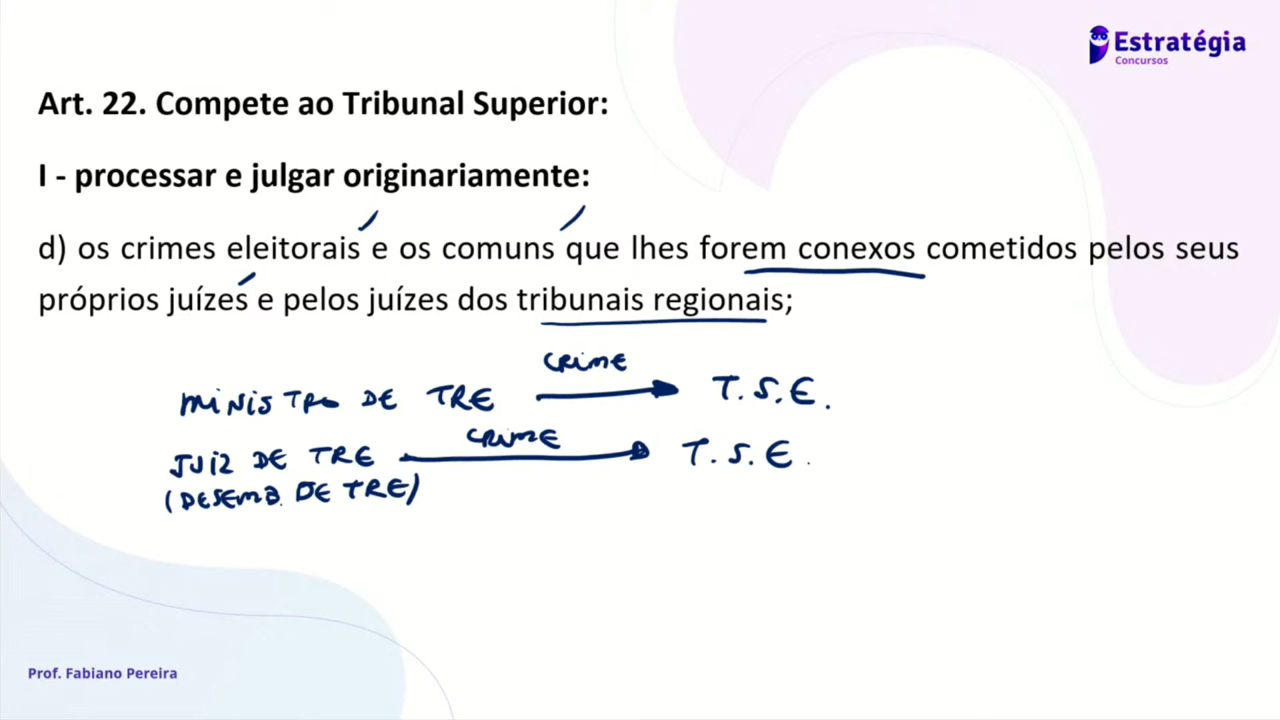 Estratégia
Concursos
Art. 22. Compete ao Tribunal Superior:
I - processar e julgar originariamente:
d) os crimes eleitorais e os comuns que lhes forem conexos cometidos pelos seus
próprios juízes e pelos juízes dos tribunais regionais;
MINISTRO DE TRE CRIME T.S.E.
JUIZ DE TRE CRIME T.S.E.
(DESEMB. DE TRE)
Prof. Fabiano Pereira